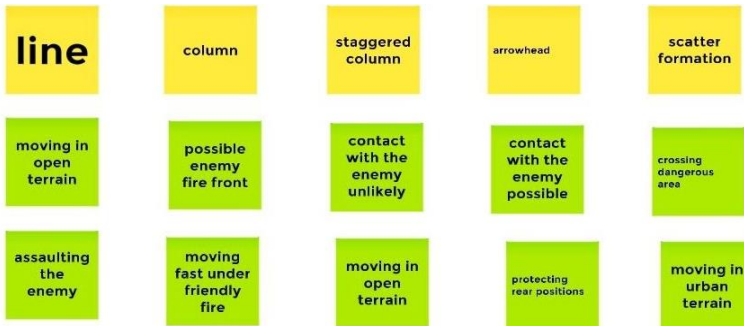 line
column
staggered
column
arrowhead
scatter
formation
moving in
open
terrain
possible
enemy
fire front
contact
with the
enemy
unlikely
contact
with the
enemy
possible
crossing
dangerous
area
assaulting
the
enemy
moving
fast under
friendly
fire
moving in
open
terrain
protecting
rear positions
moving in
urban
terrain